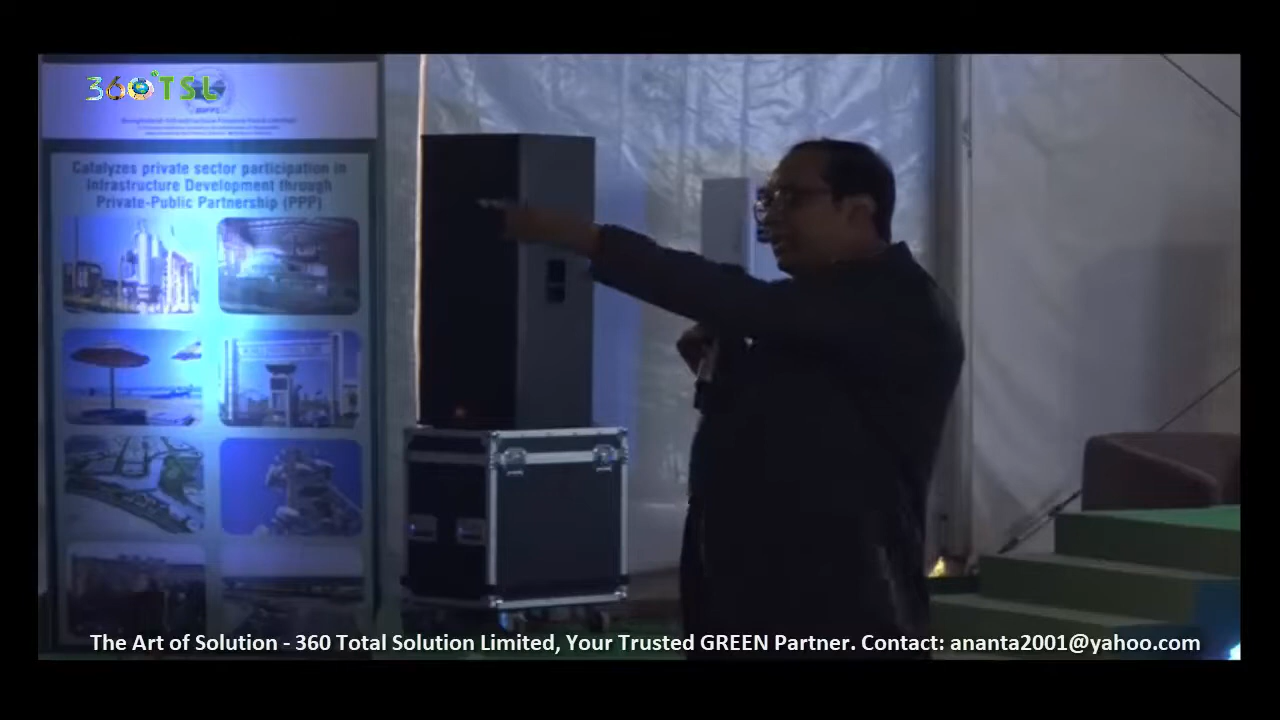 360°TSL
Catalyzes private sector participation in
Infrastructure Development through
Private-Public Partnership (PPP)
The Art of Solution - 360 Total Solution Limited, Your Trusted GREEN Partner. Contact: ananta2001@yahoo.com